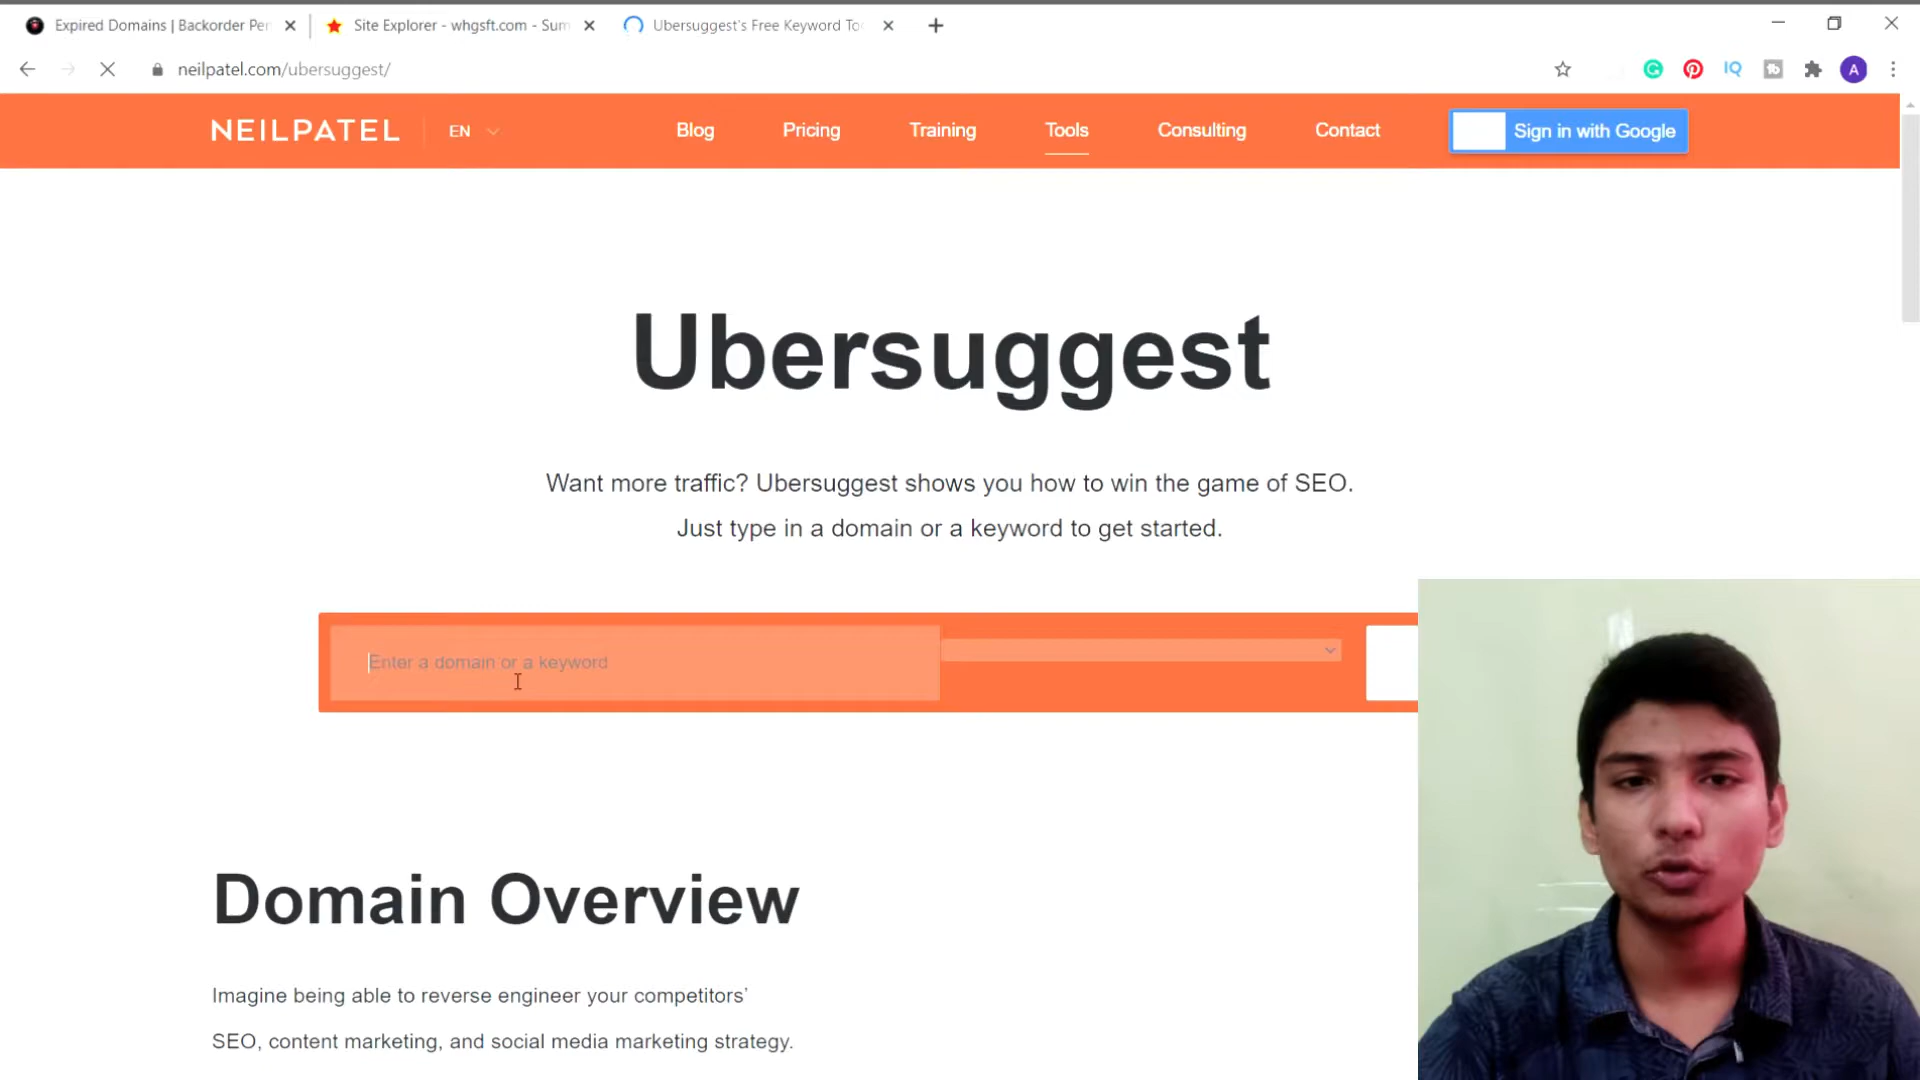 Expired Domains | Backorder Per
Site Explorer - whgsft.com - Sum
Ubersuggest's Free Keyword Too
neilpatel.com/ubersuggest/
IQ
A
NEILPATEL
EN
Blog
Pricing
Training
Tools
Consulting
Contact
Sign in with Google
Ubersuggest
Want more traffic? Ubersuggest shows you how to win the game of SEO.
Just type in a domain or a keyword to get started.
Enter a domain or a keyword
Domain Overview
Imagine being able to reverse engineer your competitors’
SEO, content marketing, and social media marketing strategy.